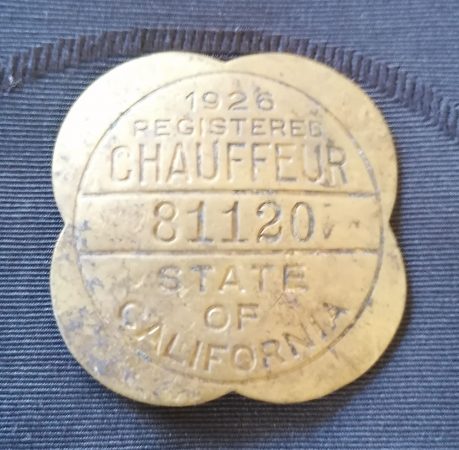 1926
REGISTERED
CHAUFFEUR
81120
STATE
OF
CALIFORNIA